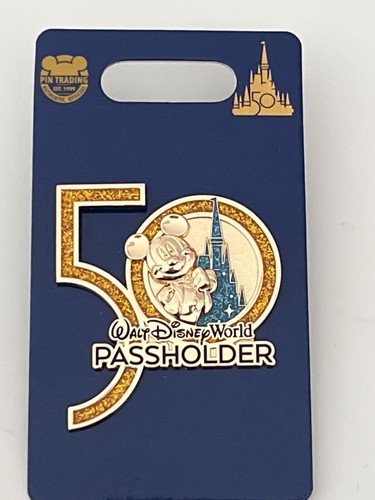 PIN TRADING
EST. 1999
50
50
Walt Disney World
PASSHOLDER